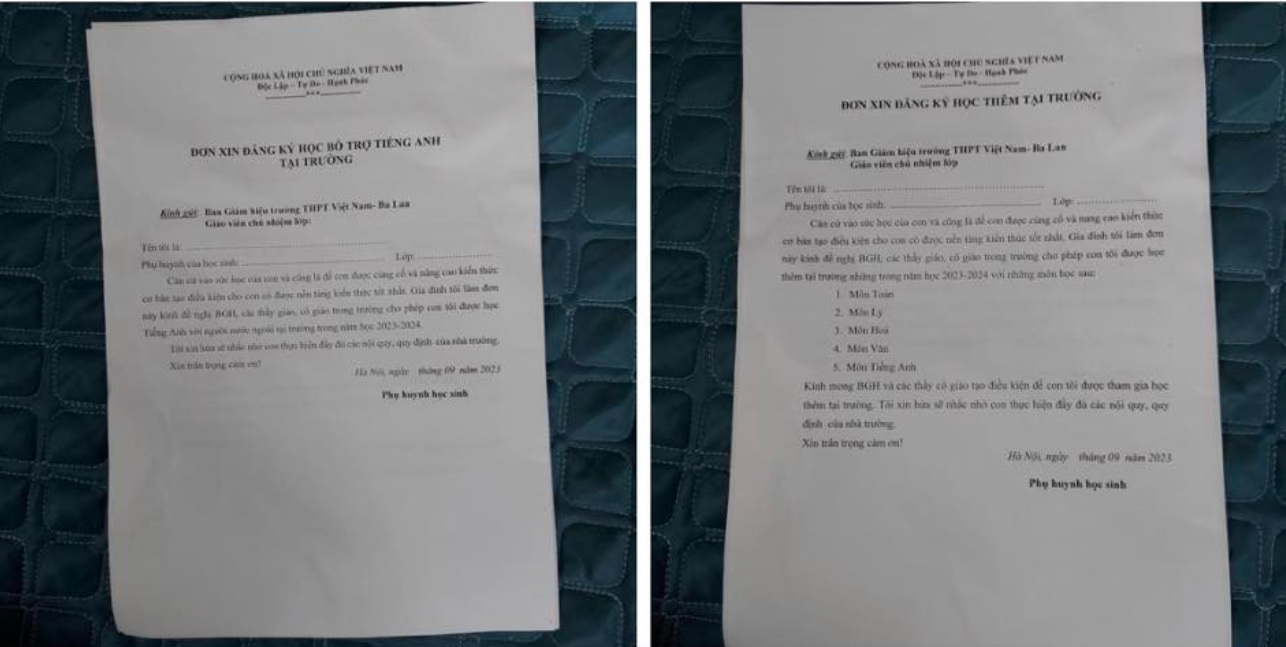 CỘNG HOÀ XÃ HỘI CHỦ NGHĨA VIỆT NAM
Độc Lập - Tự Do - Hạnh Phúc
***
ĐƠN XIN ĐĂNG KÝ HỌC BỔ TRỢ TIẾNG ANH
TẠI TRƯỜNG
Kính gửi: Ban Giám hiệu trường THPT Việt Nam- Ba Lan
Giáo viên chủ nhiệm lớp:
Tên tôi là:
Phụ huynh của học sinh: Lớp:
Căn cứ vào sức học của con và cũng là để con được củng cố và nâng cao kiến thức
cơ bản tạo điều kiện cho con có được nền tảng kiến thức tốt nhất. Gia đình tôi làm đơn
này kính đề nghị BGH, các thầy giáo, cô giáo trong trường cho phép con tôi được học
Tiếng Anh với người nước ngoài tại trường trong năm học 2023-2024.
Tôi xin hứa sẽ nhắc nhở con thực hiện đầy đủ các nội quy, quy định của nhà trường.
Xin trân trọng cảm ơn!
Hà Nội, ngày tháng 09 năm 2023
Phụ huynh học sinh
CỘNG HOÀ XÃ HỘI CHỦ NGHĨA VIỆT NAM
Độc Lập - Tự Do - Hạnh Phúc
***
ĐƠN XIN ĐĂNG KÝ HỌC THÊM TẠI TRƯỜNG
Kính gửi: Ban Giám hiệu trường THPT Việt Nam- Ba Lan
Giáo viên chủ nhiệm lớp
Tên tôi là:
Phụ huynh của học sinh: Lớp:
Căn cứ vào sức học của con và cũng là để con được củng cố và nâng cao kiến thức
cơ bản tạo điều kiện cho con có được nền tảng kiến thức tốt nhất. Gia đình tôi làm đơn
này kính đề nghị BGH, các thầy giáo, cô giáo trong trường cho phép con tôi được học
thêm tại trường những trong năm học 2023-2024 với những môn học sau:
1. Môn Toán
2. Môn Lý
3. Môn Hoá
4. Môn Văn
5. Môn Tiếng Anh
Kính mong BGH và các thầy cô giáo tạo điều kiện để con tôi được tham gia học
thêm tại trường. Tôi xin hứa sẽ nhắc nhở con thực hiện đầy đủ các nội quy, quy
định của nhà trường.
Xin trân trọng cảm ơn!
Hà Nội, ngày tháng 09 năm 2023
Phụ huynh học sinh